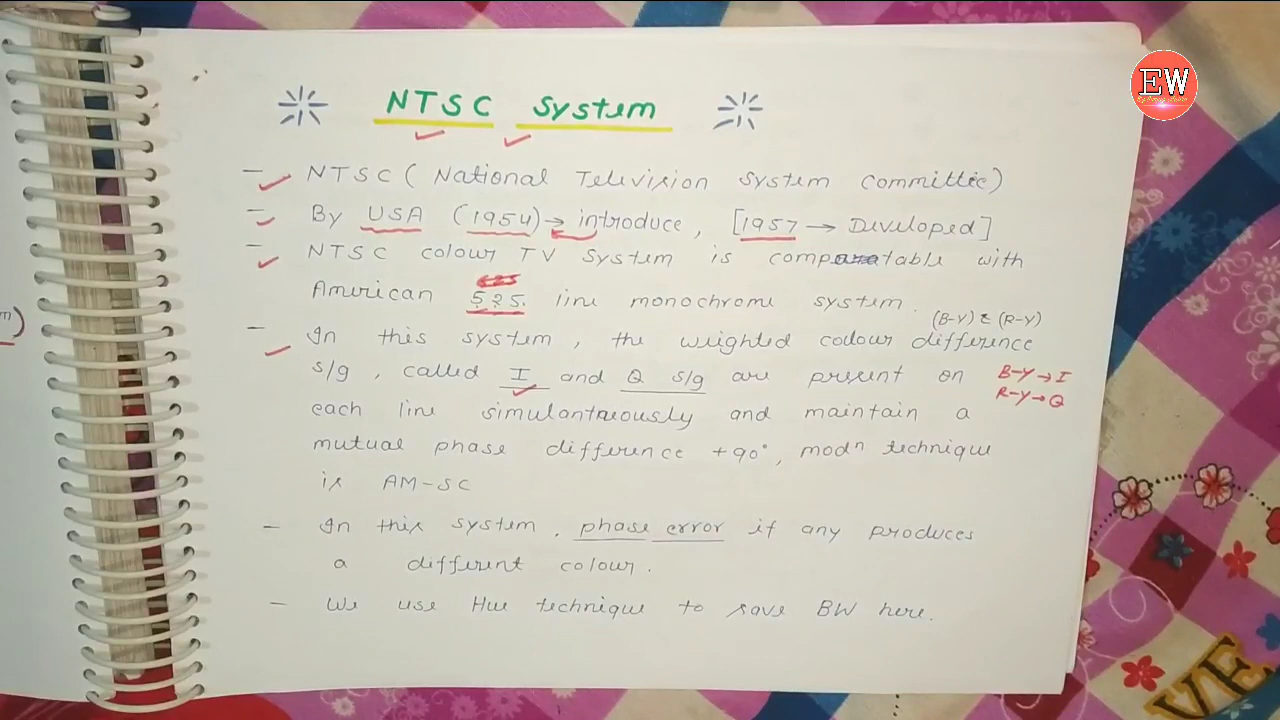 EW
NTSC System
- NTSC ( National Television System Committie)
- By USA (1954) → introduce, [1957 → Developed]
- NTSC colour TV system is compatable with
American 525. line monochrome system.
(B-Y) & (R-Y)
- In this system, the weighted colour difference
s/g, called I and Q s/g are present on
B-Y → I
R-Y → Q
each line simulantneously and maintain a
mutual phase difference +90°, modn technique
is AM-SC
- In this system, phase error if any produces
a different colour.
- We use Hue technique to save BW here.